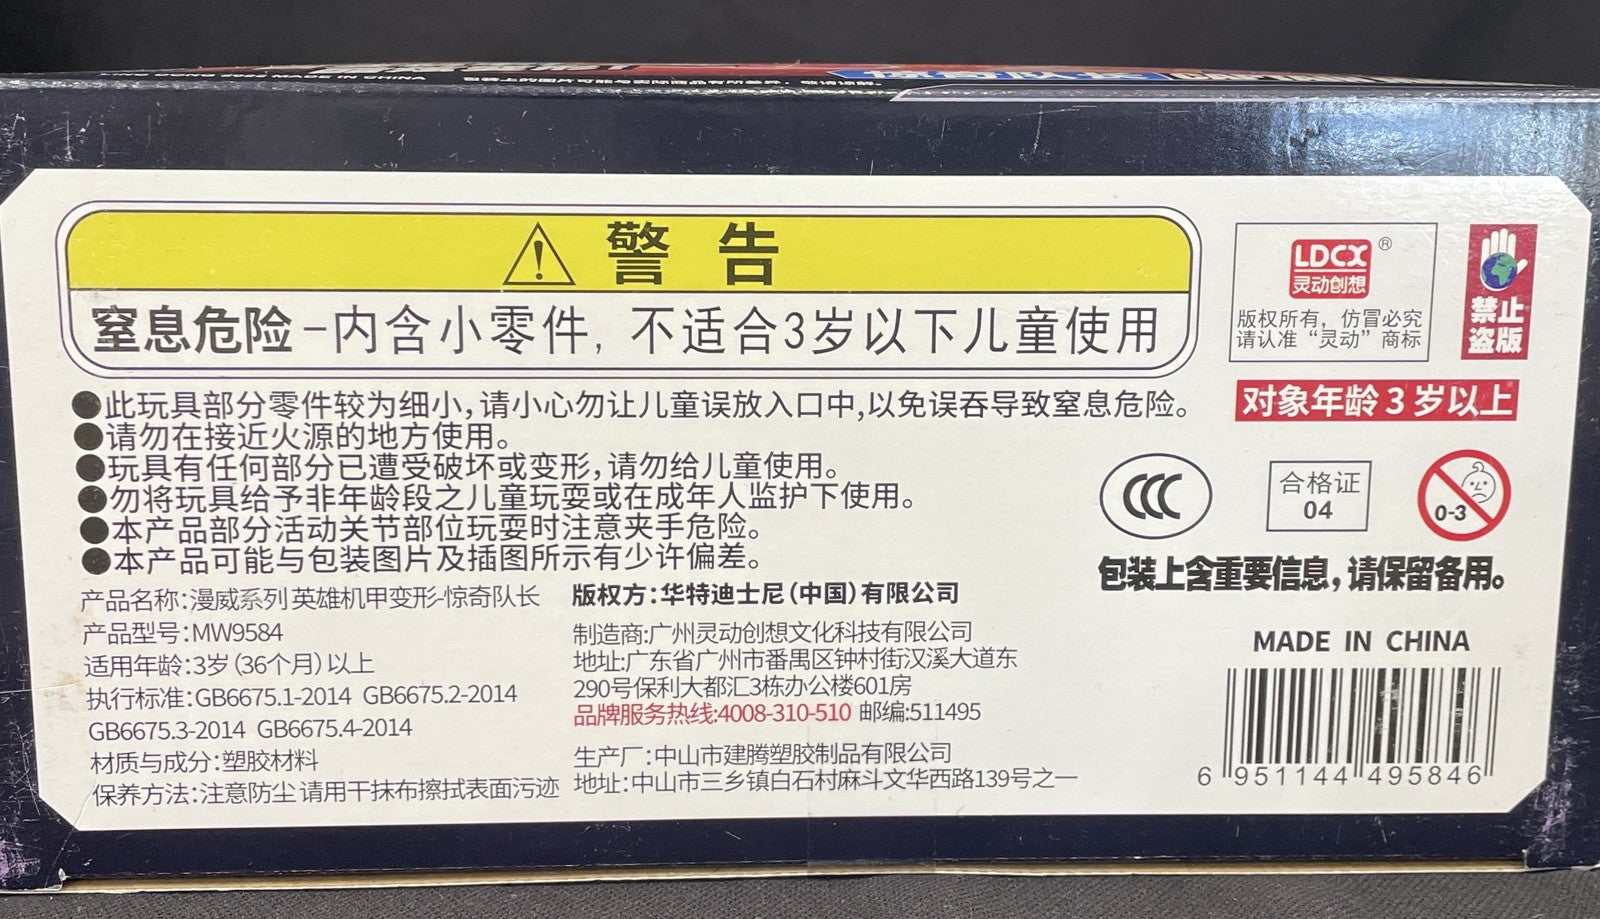 MADE IN CHINA
警 告
窒息危险-内含小零件, 不适合3岁以下儿童使用
LDCX®
灵动创想
版权所有，仿冒必究
请认准“灵动”商标
禁止
盗版
对象年龄3岁以上
●此玩具部分零件较为细小,请小心勿让儿童误放入口中,以免误吞导致窒息危险。
●请勿在接近火源的地方使用。
●玩具有任何部分已遭受破坏或变形,请勿给儿童使用。
●勿将玩具给予非年龄段之儿童玩耍或在成年人监护下使用。
●本产品部分活动关节部位玩耍时注意夹手危险。
●本产品可能与包装图片及插图所示有少许偏差。
CCC
合格证
04
0-3
包装上含重要信息,请保留备用。
产品名称:漫威系列 英雄机甲变形-惊奇队长
产品型号:MW9584
适用年龄:3岁(36个月)以上
执行标准:GB6675.1-2014 GB6675.2-2014
GB6675.3-2014 GB6675.4-2014
材质与成分:塑胶材料
保养方法:注意防尘 请用干抹布擦拭表面污迹
版权方:华特迪士尼(中国)有限公司
制造商:广州灵动创想文化科技有限公司
地址:广东省广州市番禺区钟村街汉溪大道东
290号保利大都汇3栋办公楼601房
品牌服务热线:4008-310-510 邮编:511495
生产厂:中山市建腾塑胶制品有限公司
地址:中山市三乡镇白石村麻斗文华西路139号之一
MADE IN CHINA
6 951144 495846